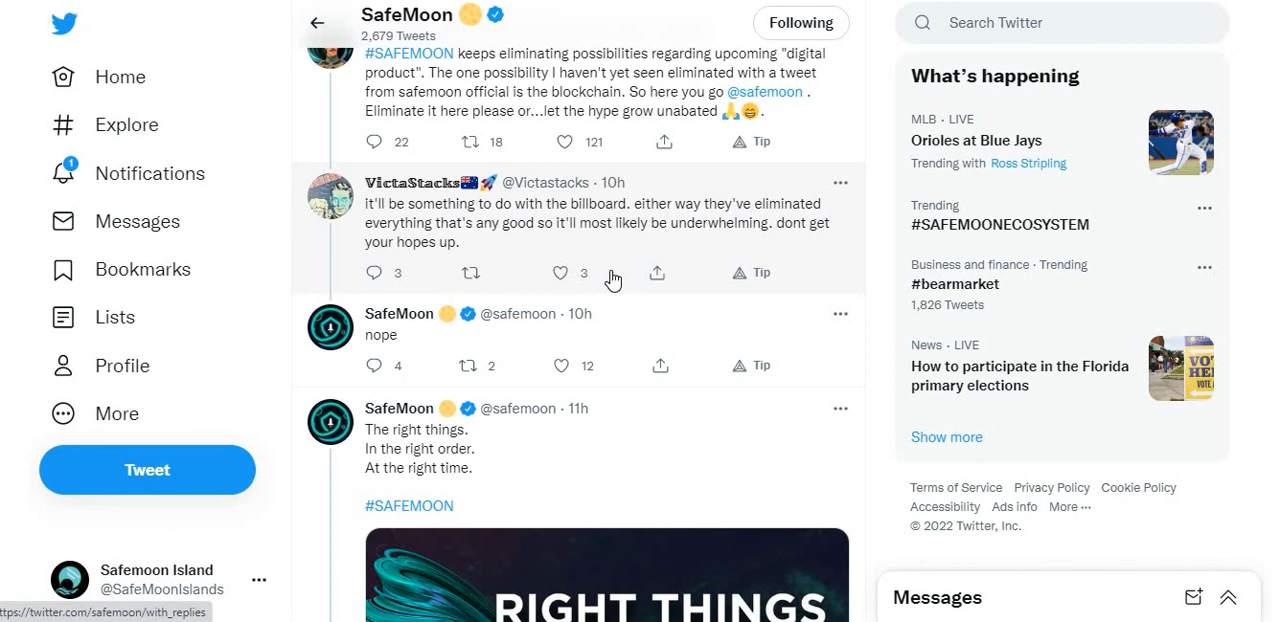 Home
Explore
1
Notifications
Messages
Bookmarks
Lists
Profile
More
Tweet
Safemoon Island
@SafeMoonIslands
ttps://twitter.com/safemoon/with_replies
SafeMoon
2,679 Tweets
Following
#SAFEMOON keeps eliminating possibilities regarding upcoming "digital
product". The one possibility I haven't yet seen eliminated with a tweet
from safemoon official is the blockchain. So here you go @safemoon .
Eliminate it here please or...let the hype grow unabated 🙏😁.
22 18 121 Tip
𝕍𝕚𝕔𝕥𝕒𝕊𝕥𝕒𝕔𝕜𝕤🇦🇺🚀 @Victastacks · 10h
it'll be something to do with the billboard. either way they've eliminated
everything that's any good so it'll most likely be underwhelming. dont get
your hopes up.
3 3 Tip
SafeMoon @safemoon · 10h
nope
4 2 12 Tip
SafeMoon @safemoon · 11h
The right things.
In the right order.
At the right time.
#SAFEMOON
RIGHT THINGS
Search Twitter
What's happening
MLB · LIVE
Orioles at Blue Jays
Trending with Ross Stripling
Trending
#SAFEMOONECOSYSTEM
Business and finance · Trending
#bearmarket
1,826 Tweets
News · LIVE
How to participate in the Florida
primary elections
Show more
Terms of Service Privacy Policy Cookie Policy
Accessibility Ads info More ···
© 2022 Twitter, Inc.
Messages